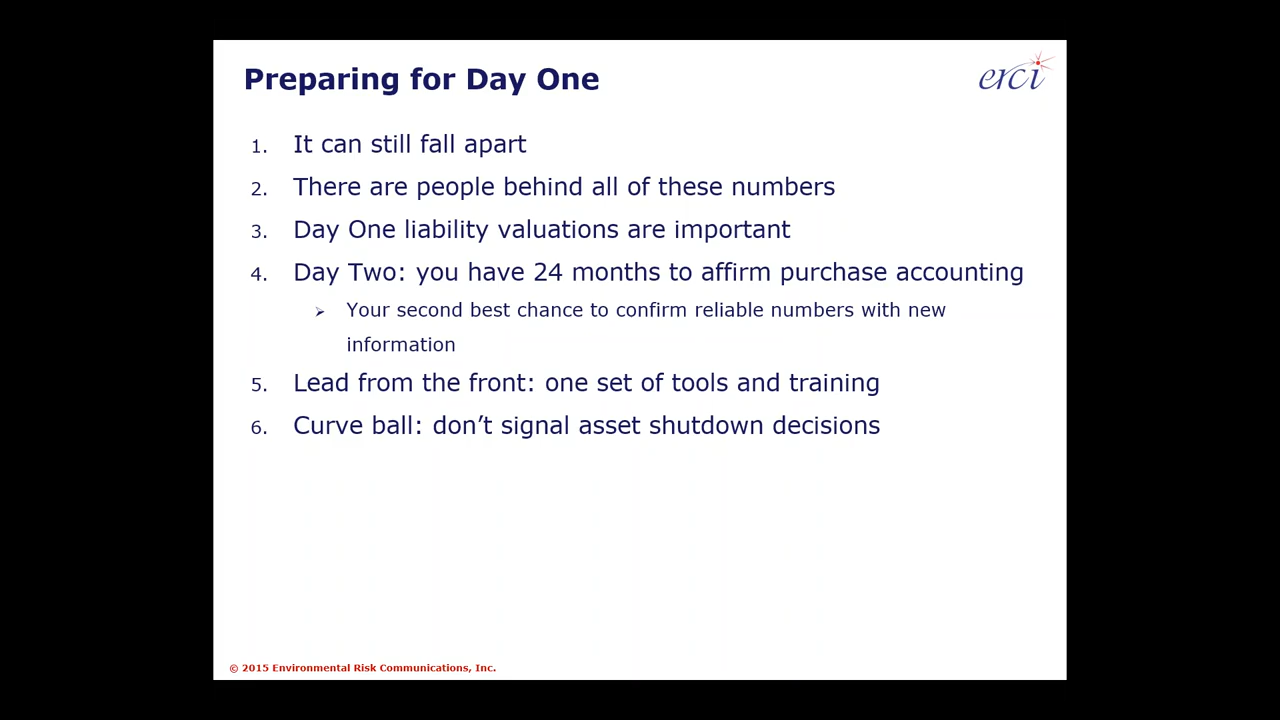 Preparing for Day One
erci
1. It can still fall apart
2. There are people behind all of these numbers
3. Day One liability valuations are important
4. Day Two: you have 24 months to affirm purchase accounting
➢ Your second best chance to confirm reliable numbers with new
information
5. Lead from the front: one set of tools and training
6. Curve ball: don’t signal asset shutdown decisions
© 2015 Environmental Risk Communications, Inc.